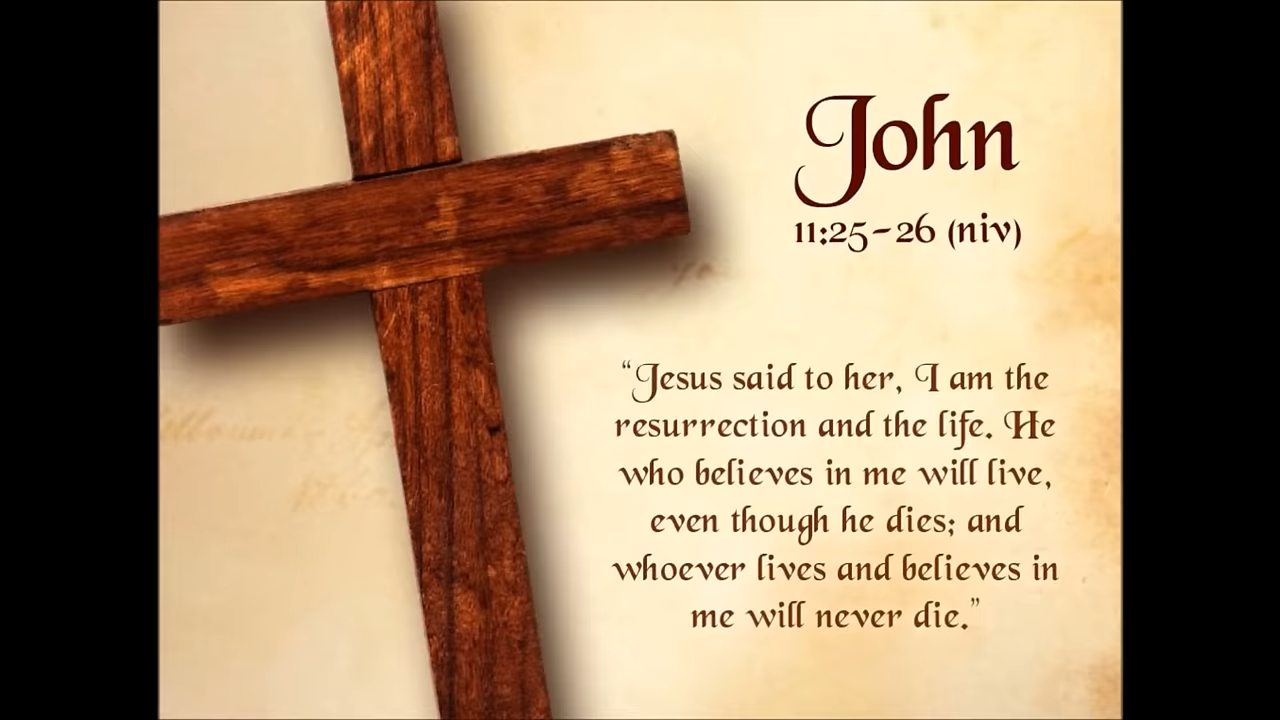 John
11:25-26 (niv)
“Jesus said to her, I am the
resurrection and the life. He
who believes in me will live,
even though he dies; and
whoever lives and believes in
me will never die.”